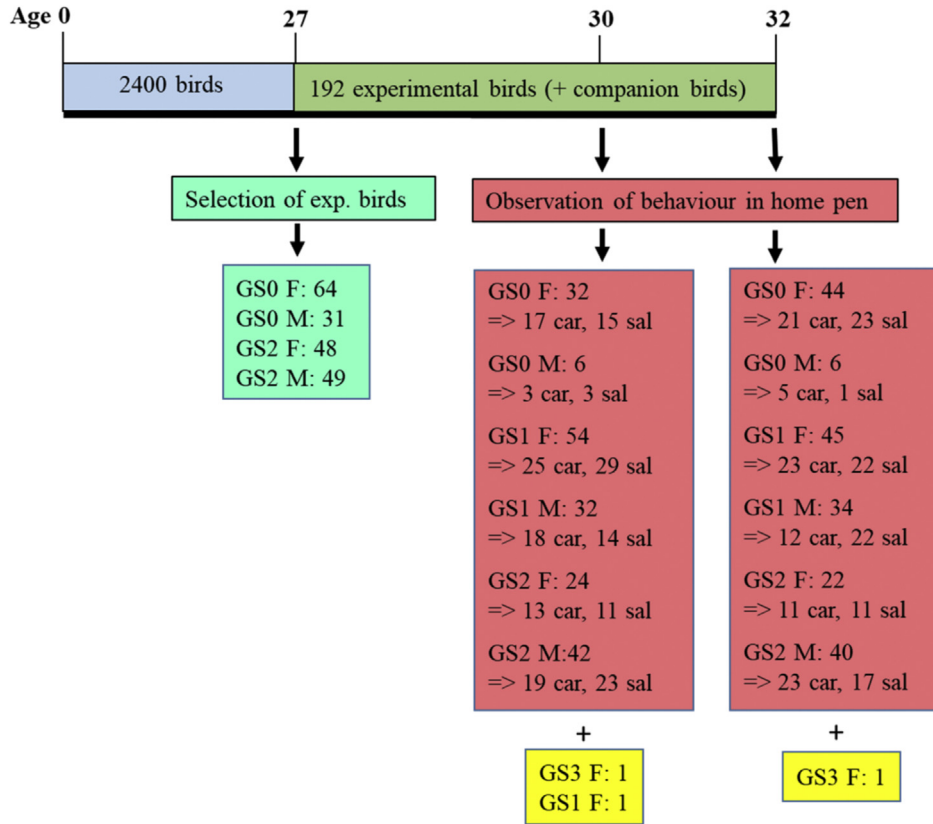 Age 0 27 30 32
2400 birds
192 experimental birds (+ companion birds)
Selection of exp. birds
GS0 F: 64
GS0 M: 31
GS2 F: 48
GS2 M: 49
Observation of behaviour in home pen
GS0 F: 32
=> 17 car, 15 sal
GS0 M: 6
=> 3 car, 3 sal
GS1 F: 54
=> 25 car, 29 sal
GS1 M: 32
=> 18 car, 14 sal
GS2 F: 24
=> 13 car, 11 sal
GS2 M:42
=> 19 car, 23 sal
+
GS3 F: 1
GS1 F: 1
GS0 F: 44
=> 21 car, 23 sal
GS0 M: 6
=> 5 car, 1 sal
GS1 F: 45
=> 23 car, 22 sal
GS1 M: 34
=> 12 car, 22 sal
GS2 F: 22
=> 11 car, 11 sal
GS2 M: 40
=> 23 car, 17 sal
+
GS3 F: 1